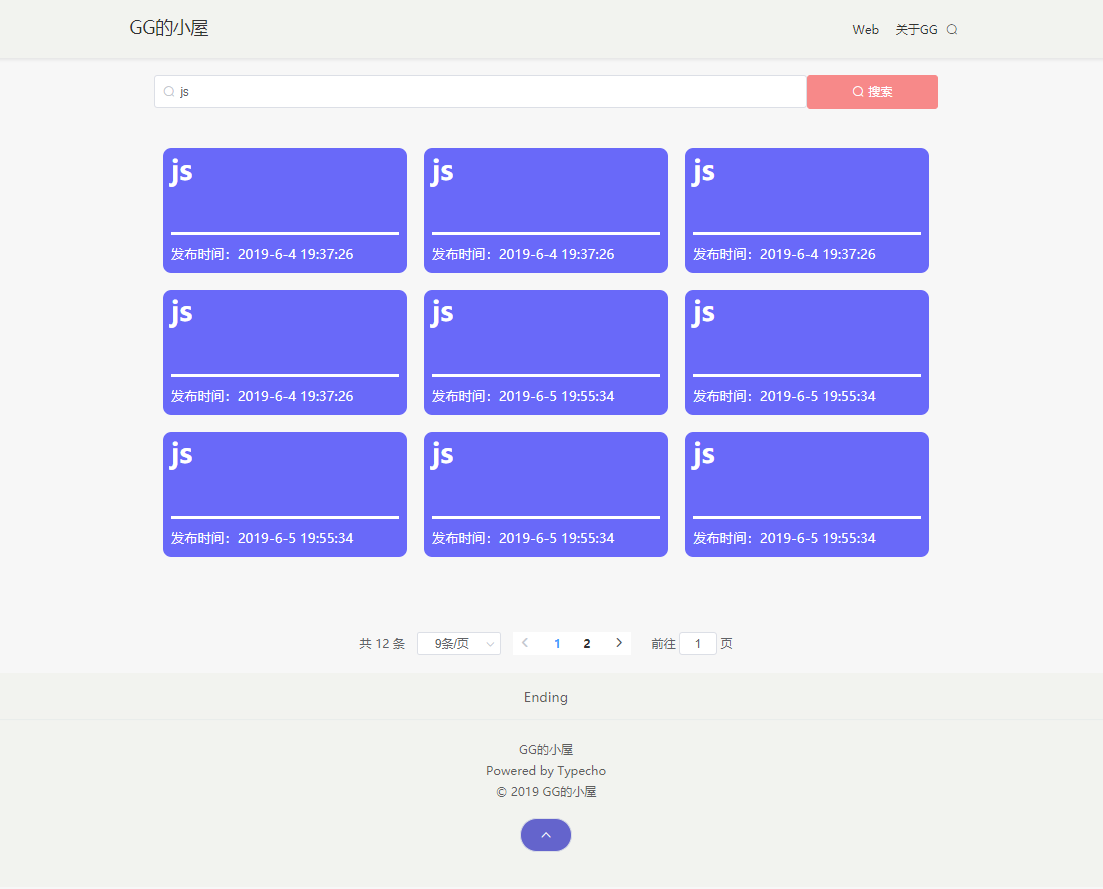 GG的小屋
Web 关于GG
js 搜索
js js js
发布时间：2019-6-4 19:37:26 发布时间：2019-6-4 19:37:26 发布时间：2019-6-4 19:37:26
js js js
发布时间：2019-6-4 19:37:26 发布时间：2019-6-5 19:55:34 发布时间：2019-6-5 19:55:34
js js js
发布时间：2019-6-5 19:55:34 发布时间：2019-6-5 19:55:34 发布时间：2019-6-5 19:55:34
共 12 条 9条/页 1 2 前往 1 页
Ending
GG的小屋
Powered by Typecho
© 2019 GG的小屋